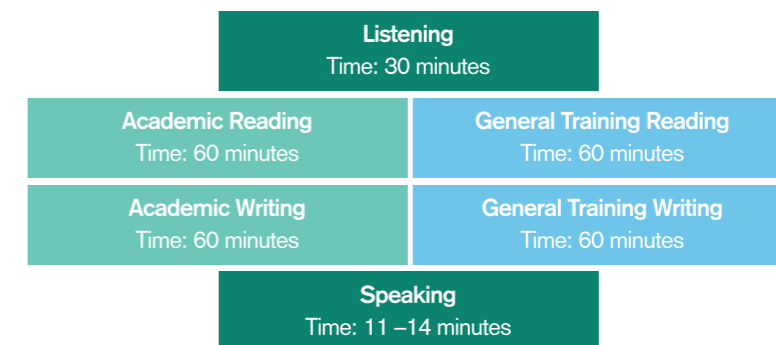 Listening
Time: 30 minutes
Academic Reading
Time: 60 minutes
General Training Reading
Time: 60 minutes
Academic Writing
Time: 60 minutes
General Training Writing
Time: 60 minutes
Speaking
Time: 11 –14 minutes